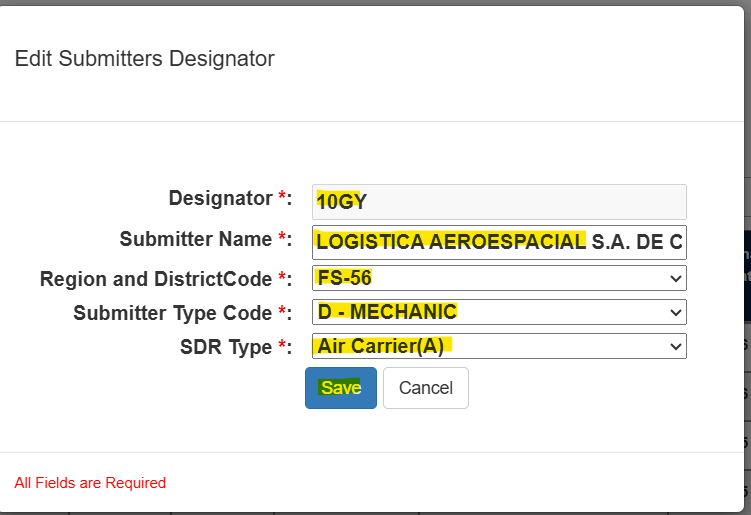 Edit Submitters Designator
Designator *: 10GY
Submitter Name *: LOGISTICA AEROESPACIAL S.A. DE C
Region and DistrictCode *: FS-56
Submitter Type Code *: D - MECHANIC
SDR Type *: Air Carrier(A)
Save Cancel
All Fields are Required